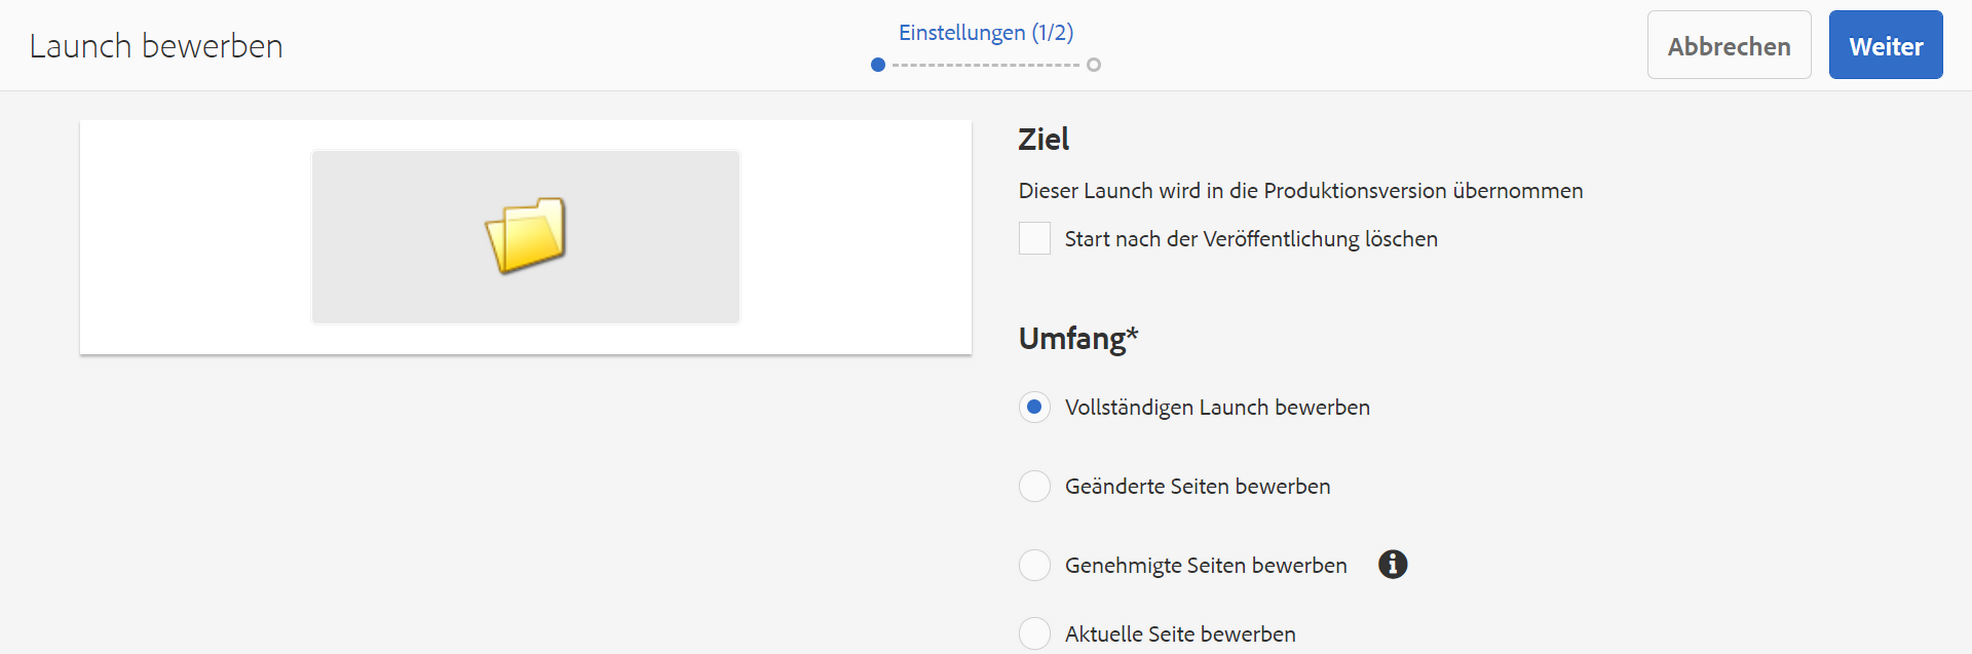 Launch bewerben
Einstellungen (1/2)
Abbrechen
Weiter
Ziel
Dieser Launch wird in die Produktionsversion übernommen
Start nach der Veröffentlichung löschen
Umfang*
Vollständigen Launch bewerben
Geänderte Seiten bewerben
Genehmigte Seiten bewerben
Aktuelle Seite bewerben